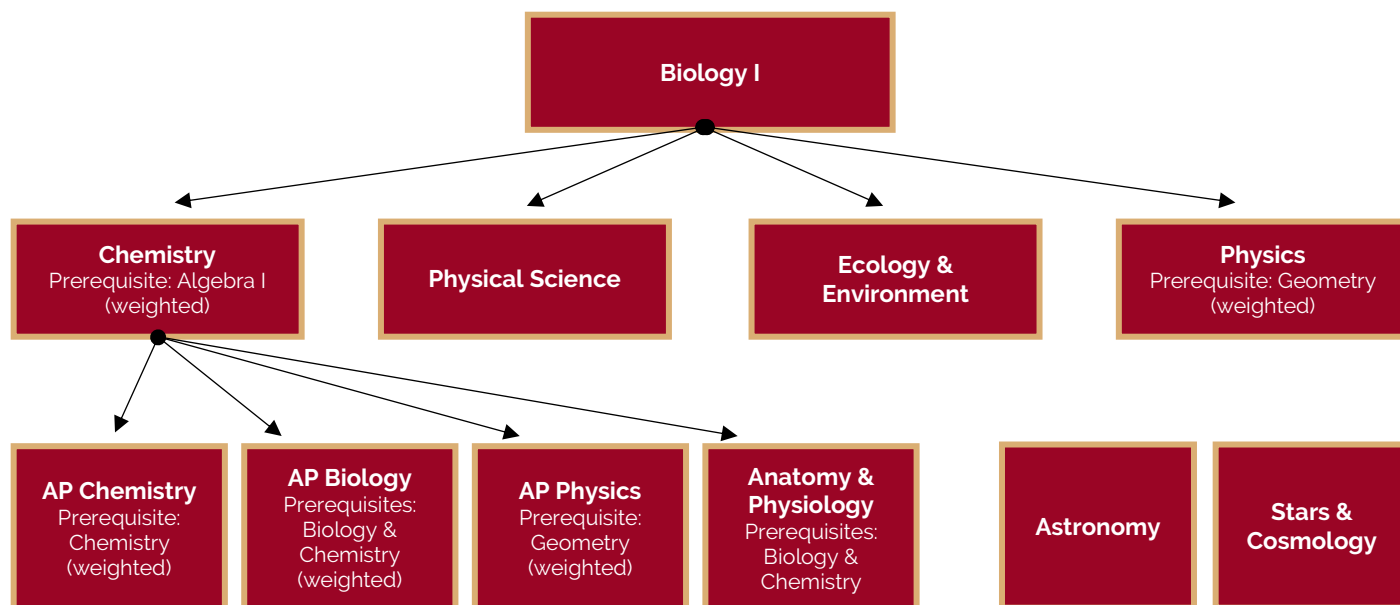 Biology I
Chemistry
Prerequisite: Algebra I
(weighted)
Physical Science
Ecology &
Environment
Physics
Prerequisite: Geometry
(weighted)
AP Chemistry
Prerequisite:
Chemistry
(weighted)
AP Biology
Prerequisites:
Biology &
Chemistry
(weighted)
AP Physics
Prerequisite:
Geometry
(weighted)
Anatomy &
Physiology
Prerequisites:
Biology &
Chemistry
Astronomy
Stars &
Cosmology